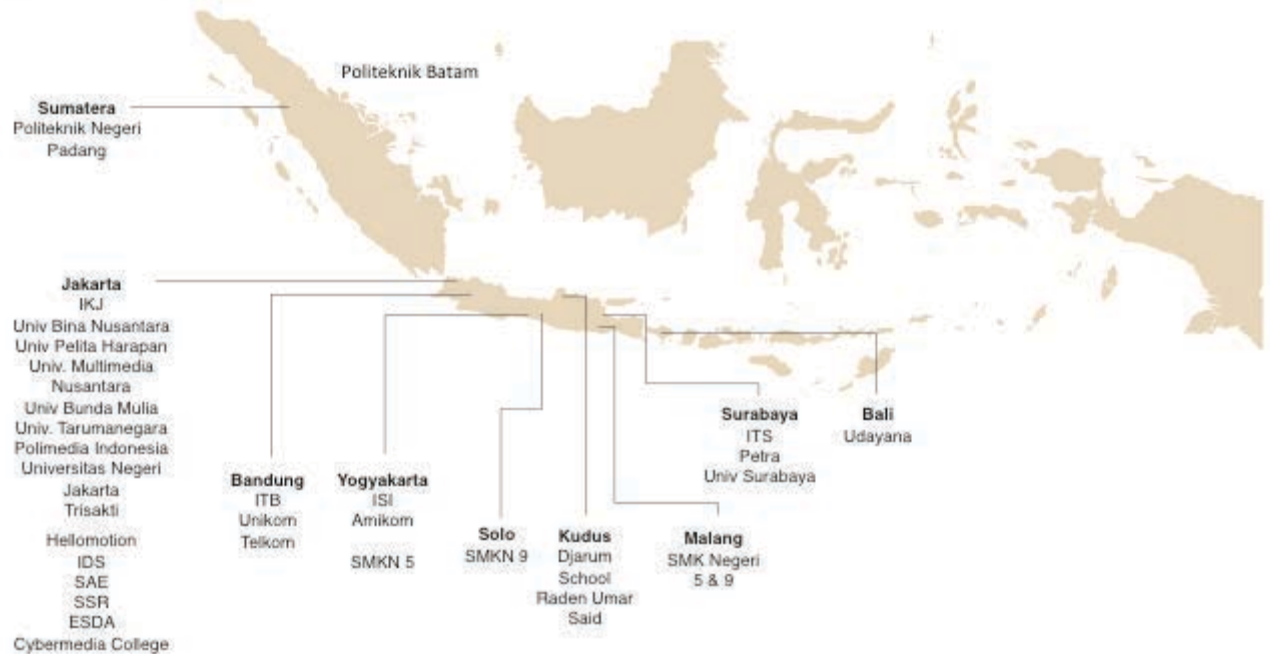 Politeknik Batam
Sumatera
Politeknik Negeri
Padang
Jakarta
IKJ
Univ Bina Nusantara
Univ Pelita Harapan
Univ. Multimedia
Nusantara
Univ Bunda Mulia
Univ. Tarumanegara
Polimedia Indonesia
Universitas Negeri
Jakarta
Trisakti
Hellomotion
IDS
SAE
SSR
ESDA
Cybermedia College
Bandung
ITB
Unikom
Telkom
Yogyakarta
ISI
Amikom
SMKN 5
Solo
SMKN 9
Kudus
Djarum
School
Raden Umar
Said
Malang
SMK Negeri
5 & 9
Surabaya
ITS
Petra
Univ Surabaya
Bali
Udayana